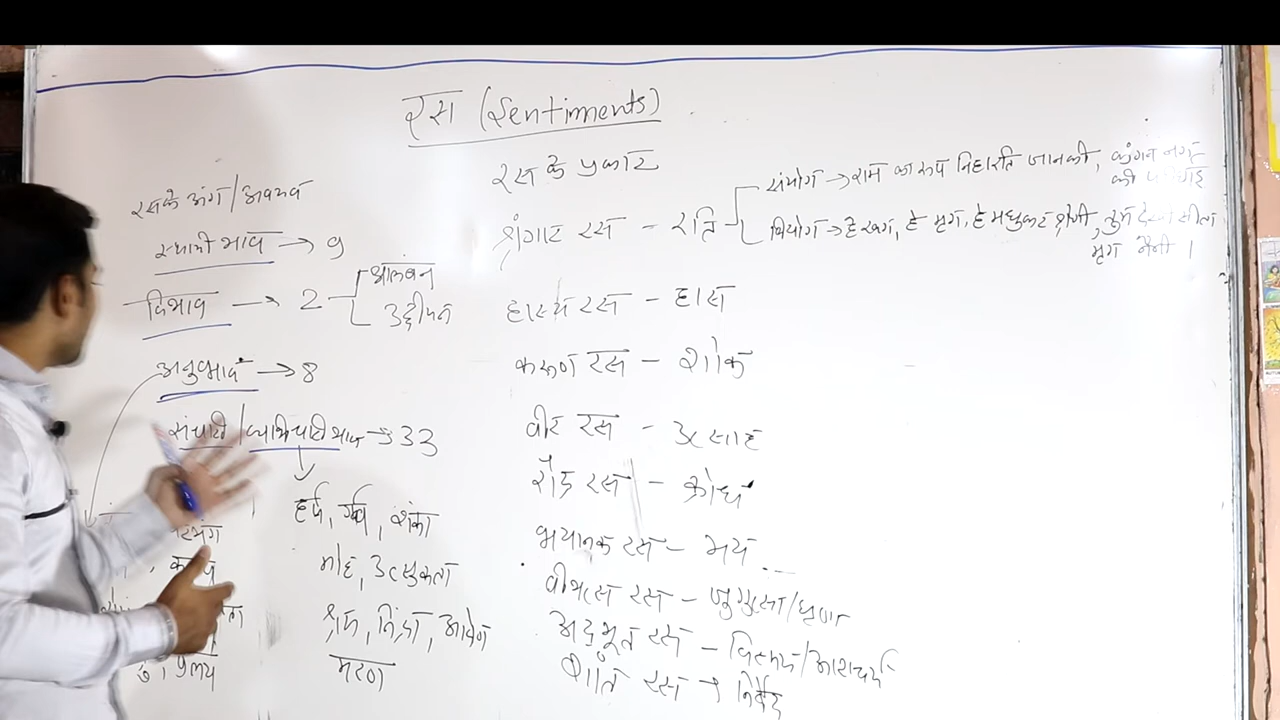 रस (Sentiments)
रस के अंग/अवयव
स्थायी भाव → 9
विभाव → 2
आलंबन
उद्दीपन
अनुभाव → 8
संचारी/व्यभिचारी भाव → 33
हर्ष, गर्व, शंका
मोह, उत्सुकता
श्रम, निद्रा, आवेग
मरण
प्रलय
रस के प्रकार
श्रंगार रस - रति
संयोग → राम का रूप निहारति जानकी, कंगन नग
की
वियोग → हे खग, हे मृग, हे मधुकर श्रेणी, तुम देखी सीता
मृग नैनी ।
हास्य रस - हास
करुण रस - शोक
वीर रस - उत्साह
रौद्र रस - क्रोध
भयानक रस - भय
वीभत्स रस - जुगुप्सा/घृणा
अद्भुत रस - विस्मय/आश्चर्य
शांत रस → निर्वेद